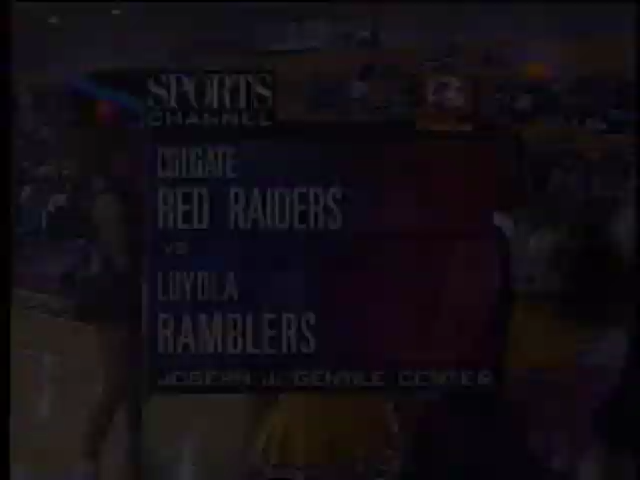 SPORTS
CHANNEL
COLGATE
RED RAIDERS
VS
LOYOLA
RAMBLERS
JOSEPH J. GENTILE CENTER